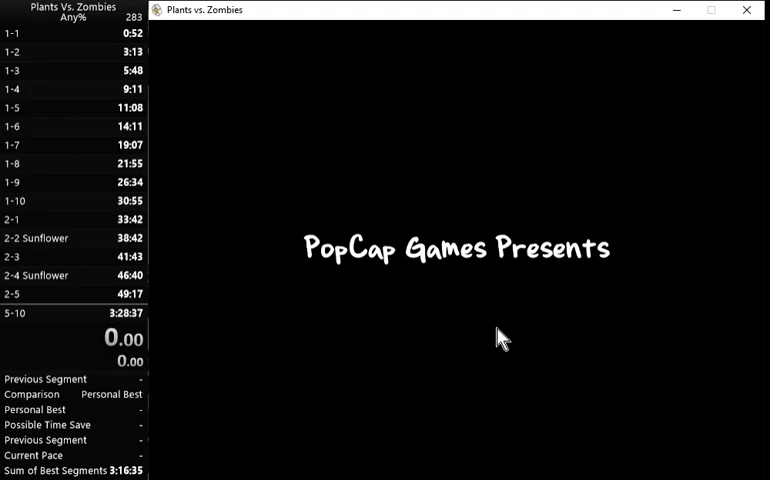 Plants Vs. Zombies
Any% 283
1-1 0:52
1-2 3:13
1-3 5:48
1-4 9:11
1-5 11:08
1-6 14:11
1-7 19:07
1-8 21:55
1-9 26:34
1-10 30:55
2-1 33:42
2-2 Sunflower 38:42
2-3 41:43
2-4 Sunflower 46:40
2-5 49:17
5-10 3:28:37
0.00
0.00
Previous Segment -
Comparison Personal Best
Personal Best -
Possible Time Save -
Previous Segment -
Current Pace -
Sum of Best Segments 3:16:35
Plants vs. Zombies
PopCap Games Presents